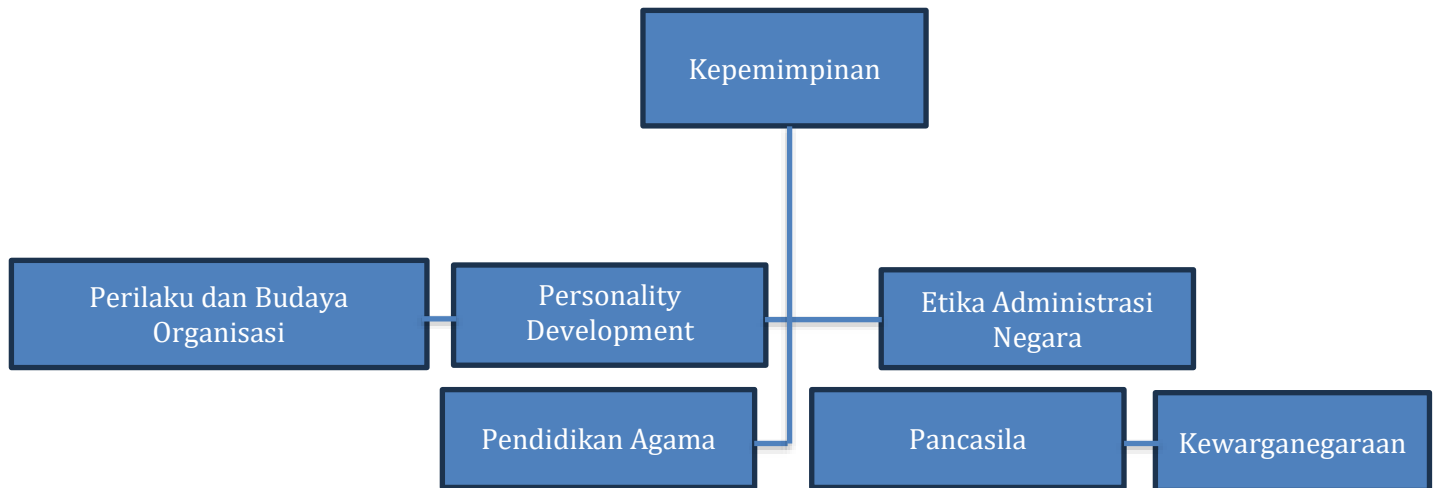 Kepemimpinan
Perilaku dan Budaya
Organisasi
Personality
Development
Etika Administrasi
Negara
Pendidikan Agama
Pancasila
Kewarganegaraan